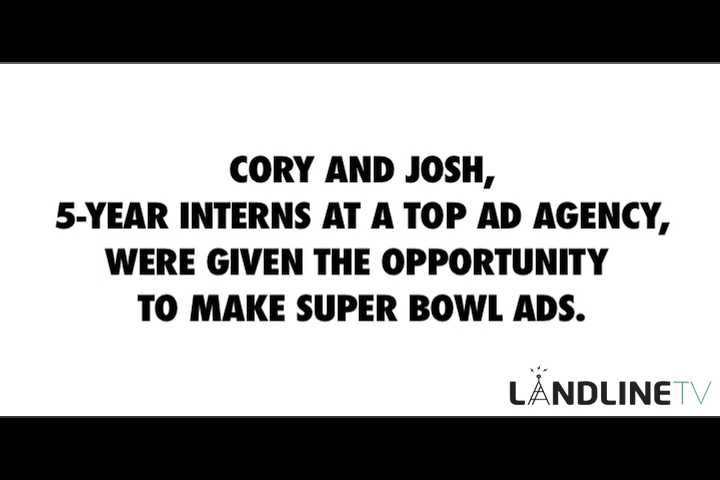 CORY AND JOSH,
5-YEAR INTERNS AT A TOP AD AGENCY,
WERE GIVEN THE OPPORTUNITY
TO MAKE SUPER BOWL ADS.
LANDLINETV